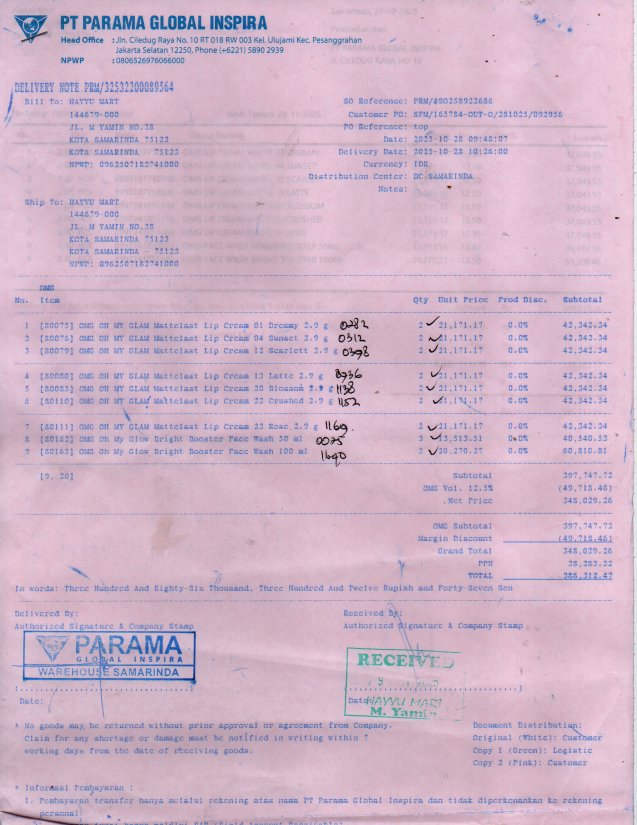 PT PARAMA GLOBAL INSPIRA
Head Office : Jln. Ciledug Raya No. 10 RT 018 RW 003 Kel. Ulujami Kec. Pesanggrahan
Jakarta Selatan 12250, Phone (+6221) 5890 2939
NPWP : 0806526976066000
DELIVERY NOTE PRM/32532200089364
Bill To: HAYYU MART
144679-000
JL. M YAMIN NO.38
KOTA SAMARINDA 75123
KOTA SAMARINDA - 75123
NPWP: 0962507182741000
SO Reference: PRM/#S0258922686
Customer PO: SFM/165784-OUT-0/281025/092956
PO Reference: top
Date: 2025-10-28 09:48:07
Delivery Date: 2025-10-28 10:26:00
Currency: IDR
Distribution Center: DC SAMARINDA
Notes:
Ship To: HAYYU MART
144679-000
JL. M YAMIN NO.38
KOTA SAMARINDA 75123
KOTA SAMARINDA - 75123
NPWP: 0962507182741000
OMG
No. Item Qty Unit Price Prod Disc. Subtotal
1 [S0075] OMG OH MY GLAM Mattelast Lip Cream 01 Dreamy 2.9 g 0282 2 21,171.17 0.0% 42,342.34
2 [S0076] OMG OH MY GLAM Mattelast Lip Cream 04 Sunset 2.9 g 0312 2 21,171.17 0.0% 42,342.34
3 [S0079] OMG OH MY GLAM Mattelast Lip Cream 12 Scarlett 2.9 g 0398 2 21,171.17 0.0% 42,342.34
4 [S0080] OMG OH MY GLAM Mattelast Lip Cream 13 Latte 2.9 g 8936 2 21,171.17 0.0% 42,342.34
5 [S0085] OMG OH MY GLAM Mattelast Lip Cream 20 Blossom 2.9 g 1138 2 21,171.17 0.0% 42,342.34
6 [S0110] OMG OH MY GLAM Mattelast Lip Cream 22 Crushed 2.9 g 1152 2 21,171.17 0.0% 42,342.34
7 [S0111] OMG OH MY GLAM Mattelast Lip Cream 23 Rose 2.9 g 1169. 2 21,171.17 0.0% 42,342.34
8 [S0162] OMG Oh My Glow Bright Booster Face Wash 50 ml 0025 3 13,513.51 0.0% 40,540.53
9 [S0165] OMG Oh My Glow Bright Booster Face Wash 100 ml 1640 3 20,270.27 0.0% 60,810.81
[9, 20] Subtotal 397,747.72
OMG Vol. 12.5% (49,718.46)
Net Price 348,029.26
OMG Subtotal 397,747.72
Margin Discount (49,718.46)
Grand Total 348,029.26
PPN 38,283.22
TOTAL 386,312.47
In words: Three Hundred And Eighty-Six Thousand, Three Hundred And Twelve Rupiah and Forty Seven Sen
Delivered By: Received By:
Authorized Signature & Company Stamp Authorized Signature & Company Stamp
PARAMA
GLOBAL INSPIRA
WAREHOUSE SAMARINDA
RECEIVED
HAYYU MART
M. Yamin
Date: Date:
* No goods may be returned without prior approval or agreement from Company.
Claim for any shortage or damage must be notified in writing within 7
working days from the date of receiving goods.
Document Distribution:
Original (White): Customer
Copy 1 (Green): Logistic
Copy 2 (Pink): Customer
* Informasi Pembayaran :
1. Pembayaran transfer hanya melalui rekening atas nama PT Parama Global Inspira dan tidak diperkenankan ke rekening
personal